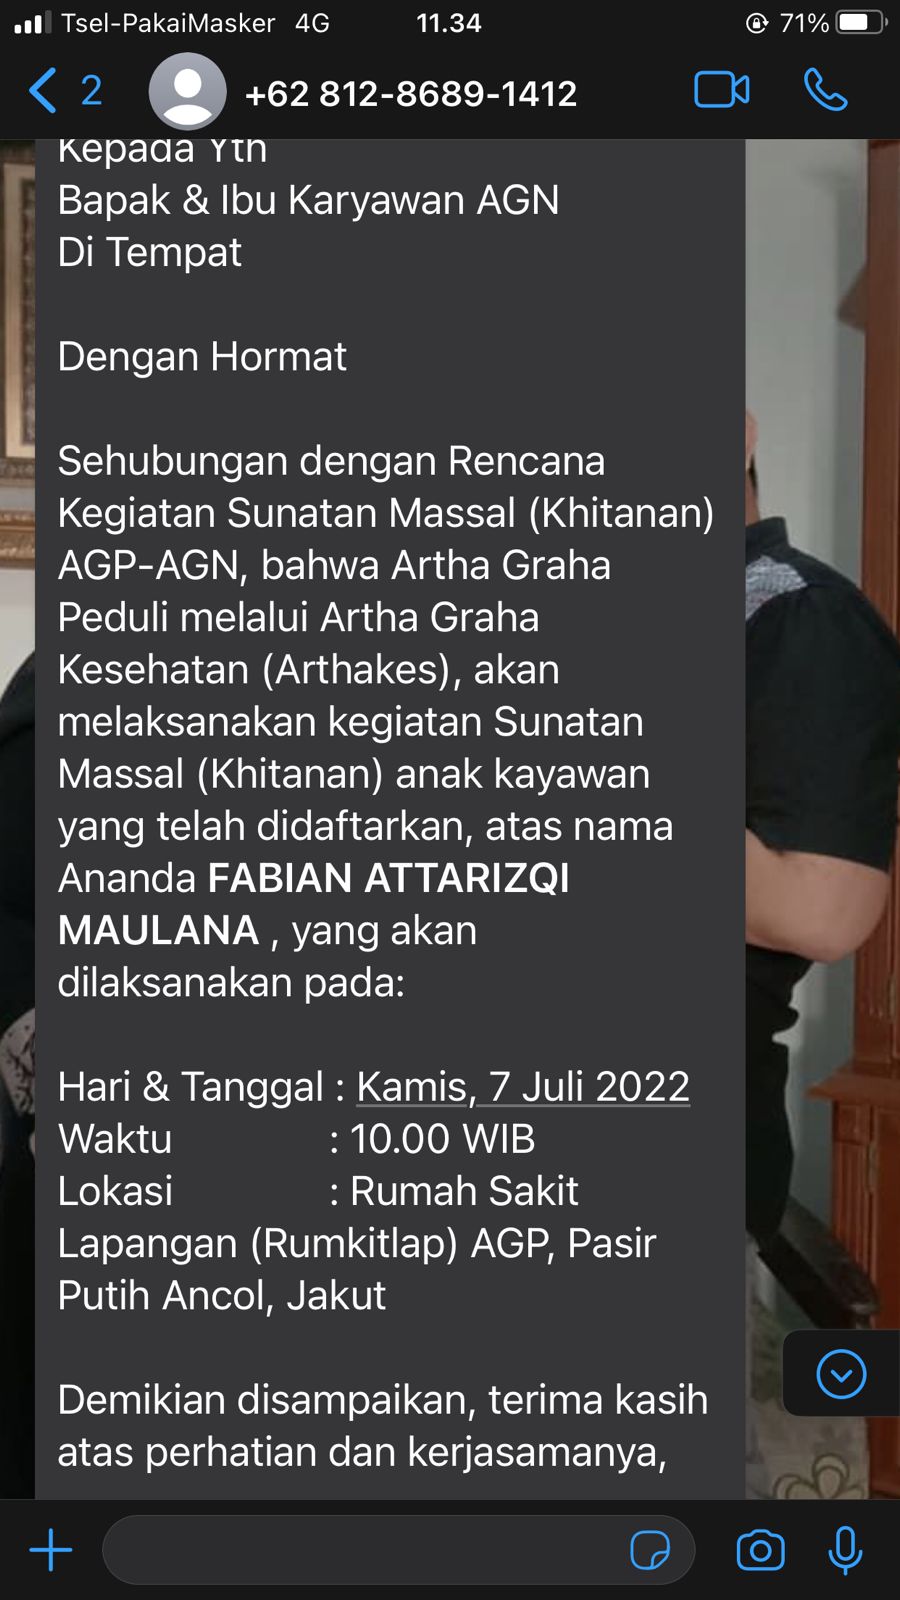 Tsel-PakaiMasker 4G 11.34 71%
2 +62 812-8689-1412
Kepada Yth
Bapak & Ibu Karyawan AGN
Di Tempat
Dengan Hormat
Sehubungan dengan Rencana
Kegiatan Sunatan Massal (Khitanan)
AGP-AGN, bahwa Artha Graha
Peduli melalui Artha Graha
Kesehatan (Arthakes), akan
melaksanakan kegiatan Sunatan
Massal (Khitanan) anak kayawan
yang telah didaftarkan, atas nama
Ananda FABIAN ATTARIZQI
MAULANA , yang akan
dilaksanakan pada:
Hari & Tanggal : Kamis, 7 Juli 2022
Waktu : 10.00 WIB
Lokasi : Rumah Sakit
Lapangan (Rumkitlap) AGP, Pasir
Putih Ancol, Jakut
Demikian disampaikan, terima kasih
atas perhatian dan kerjasamanya,